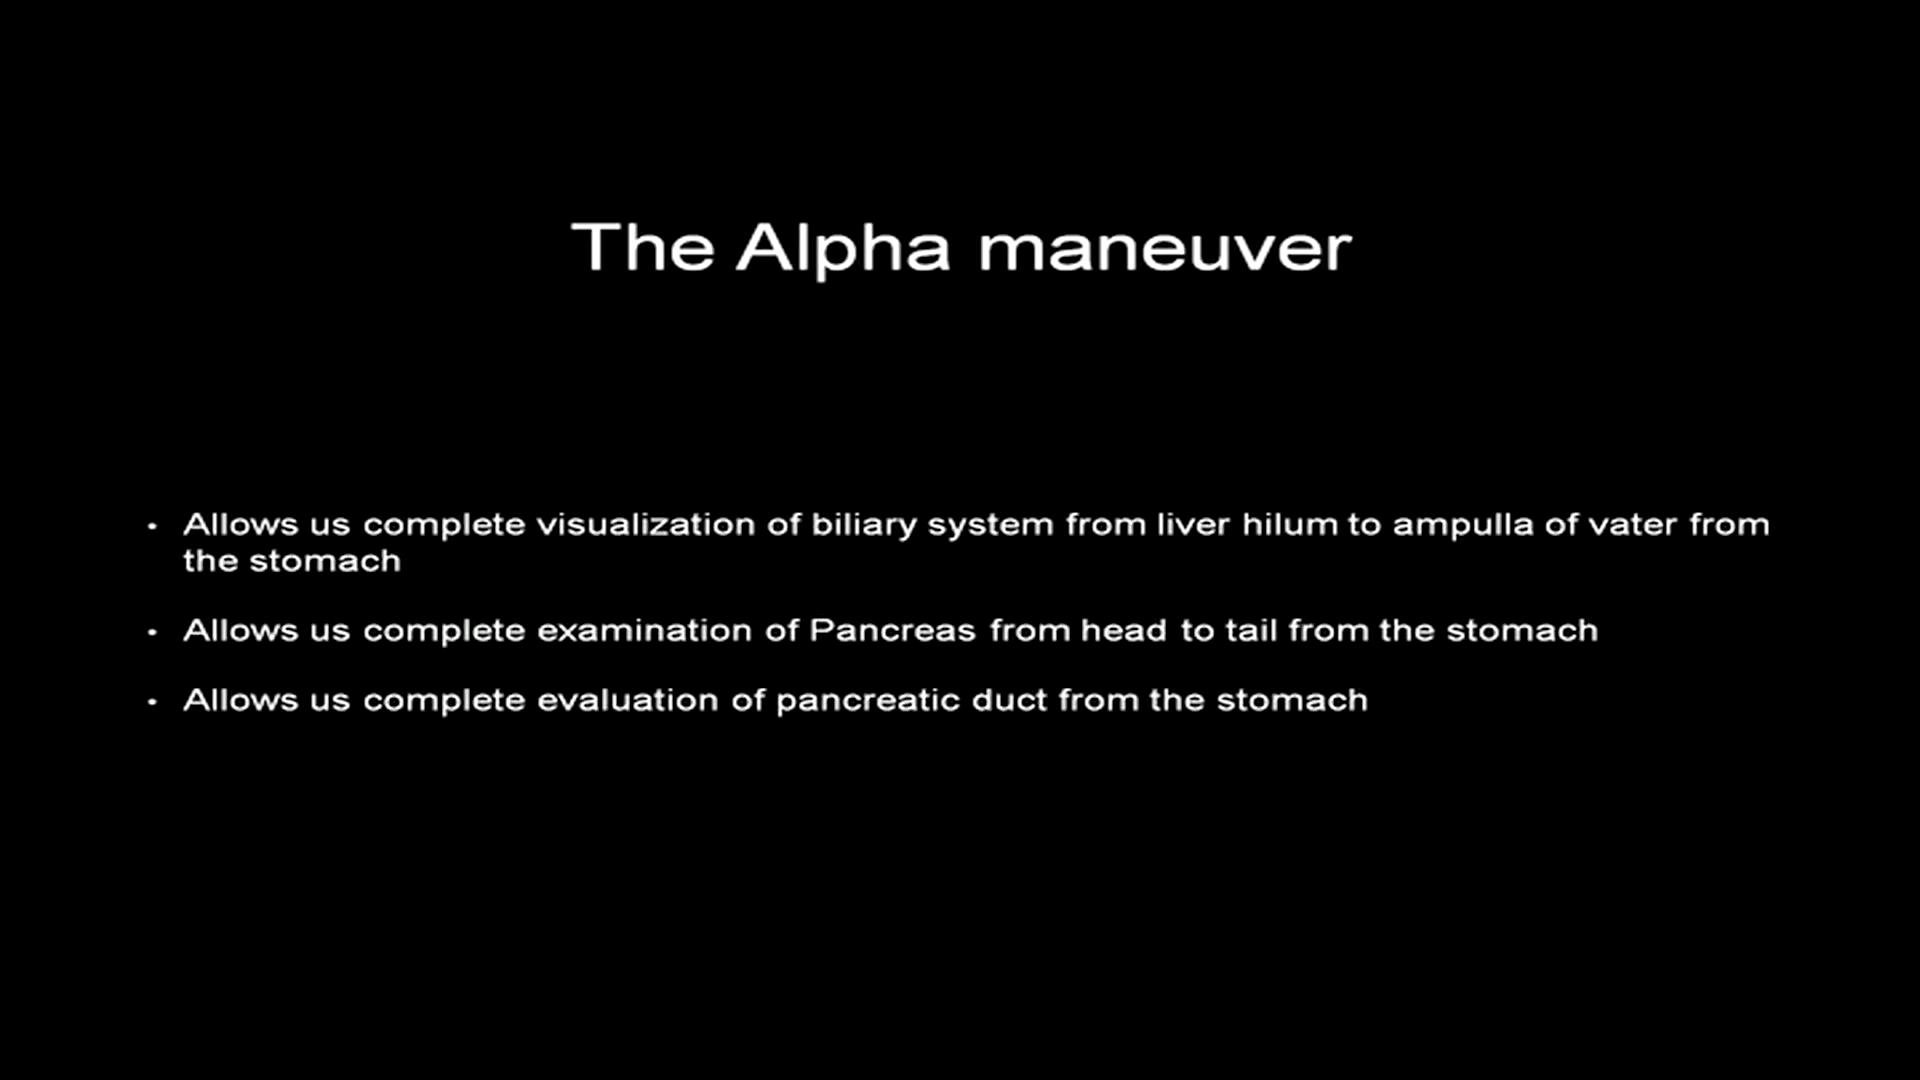 The Alpha maneuver
• Allows us complete visualization of biliary system from liver hilum to ampulla of vater from
the stomach
• Allows us complete examination of Pancreas from head to tail from the stomach
• Allows us complete evaluation of pancreatic duct from the stomach